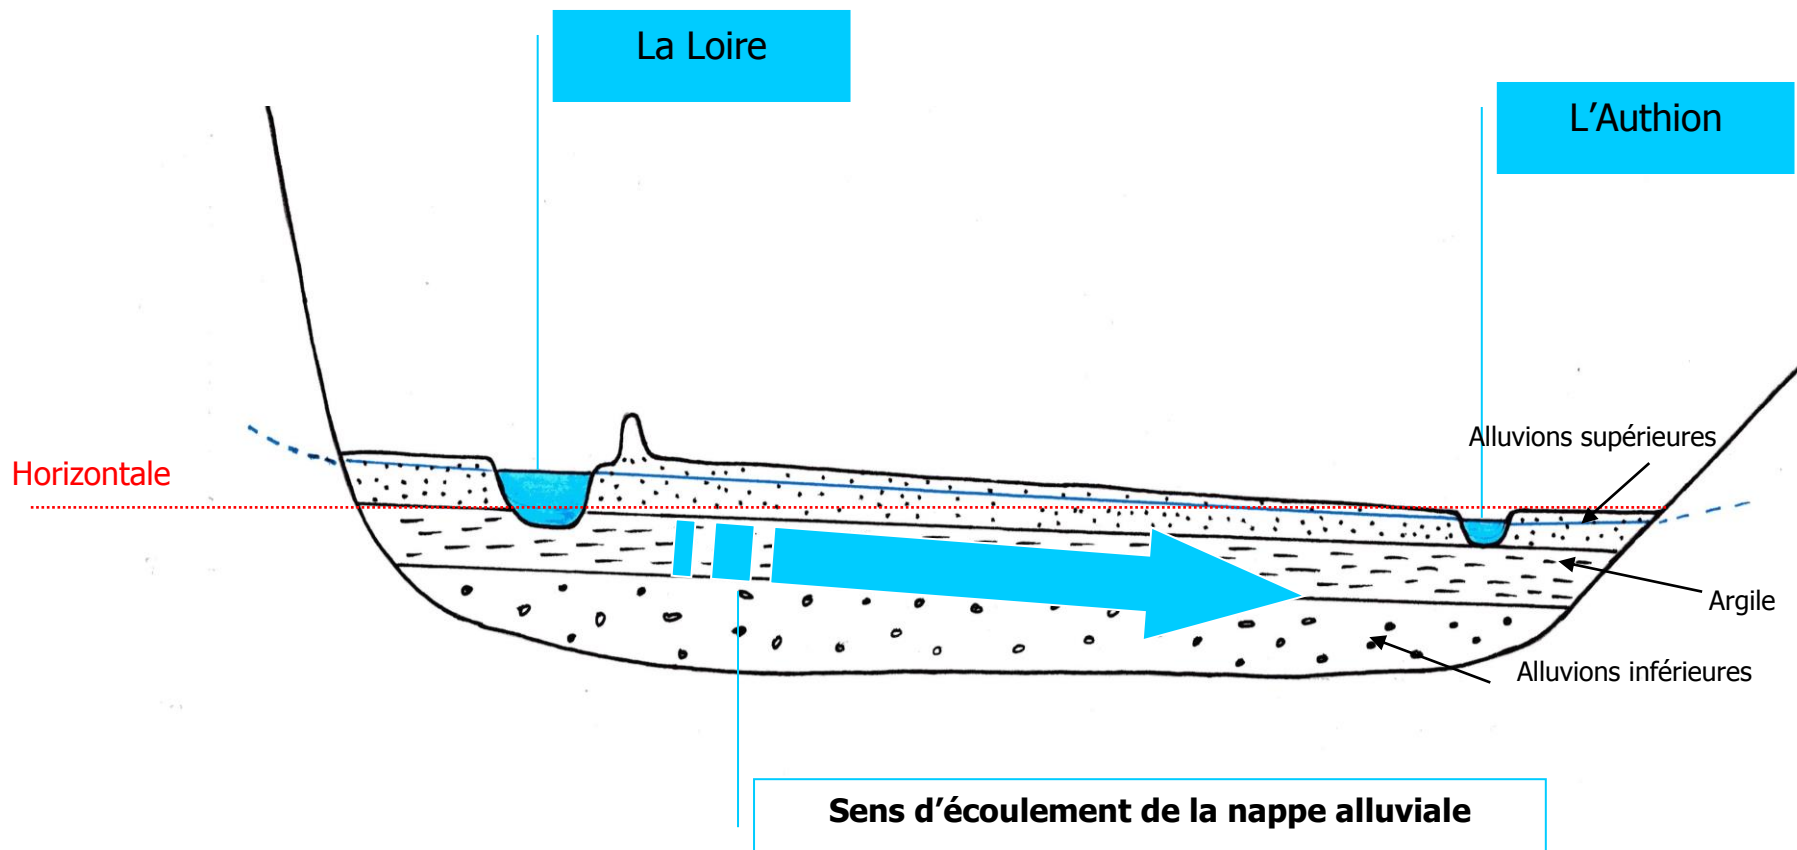 La Loire
L’Authion
Alluvions supérieures
Horizontale
Argile
Alluvions inférieures
Sens d’écoulement de la nappe alluviale